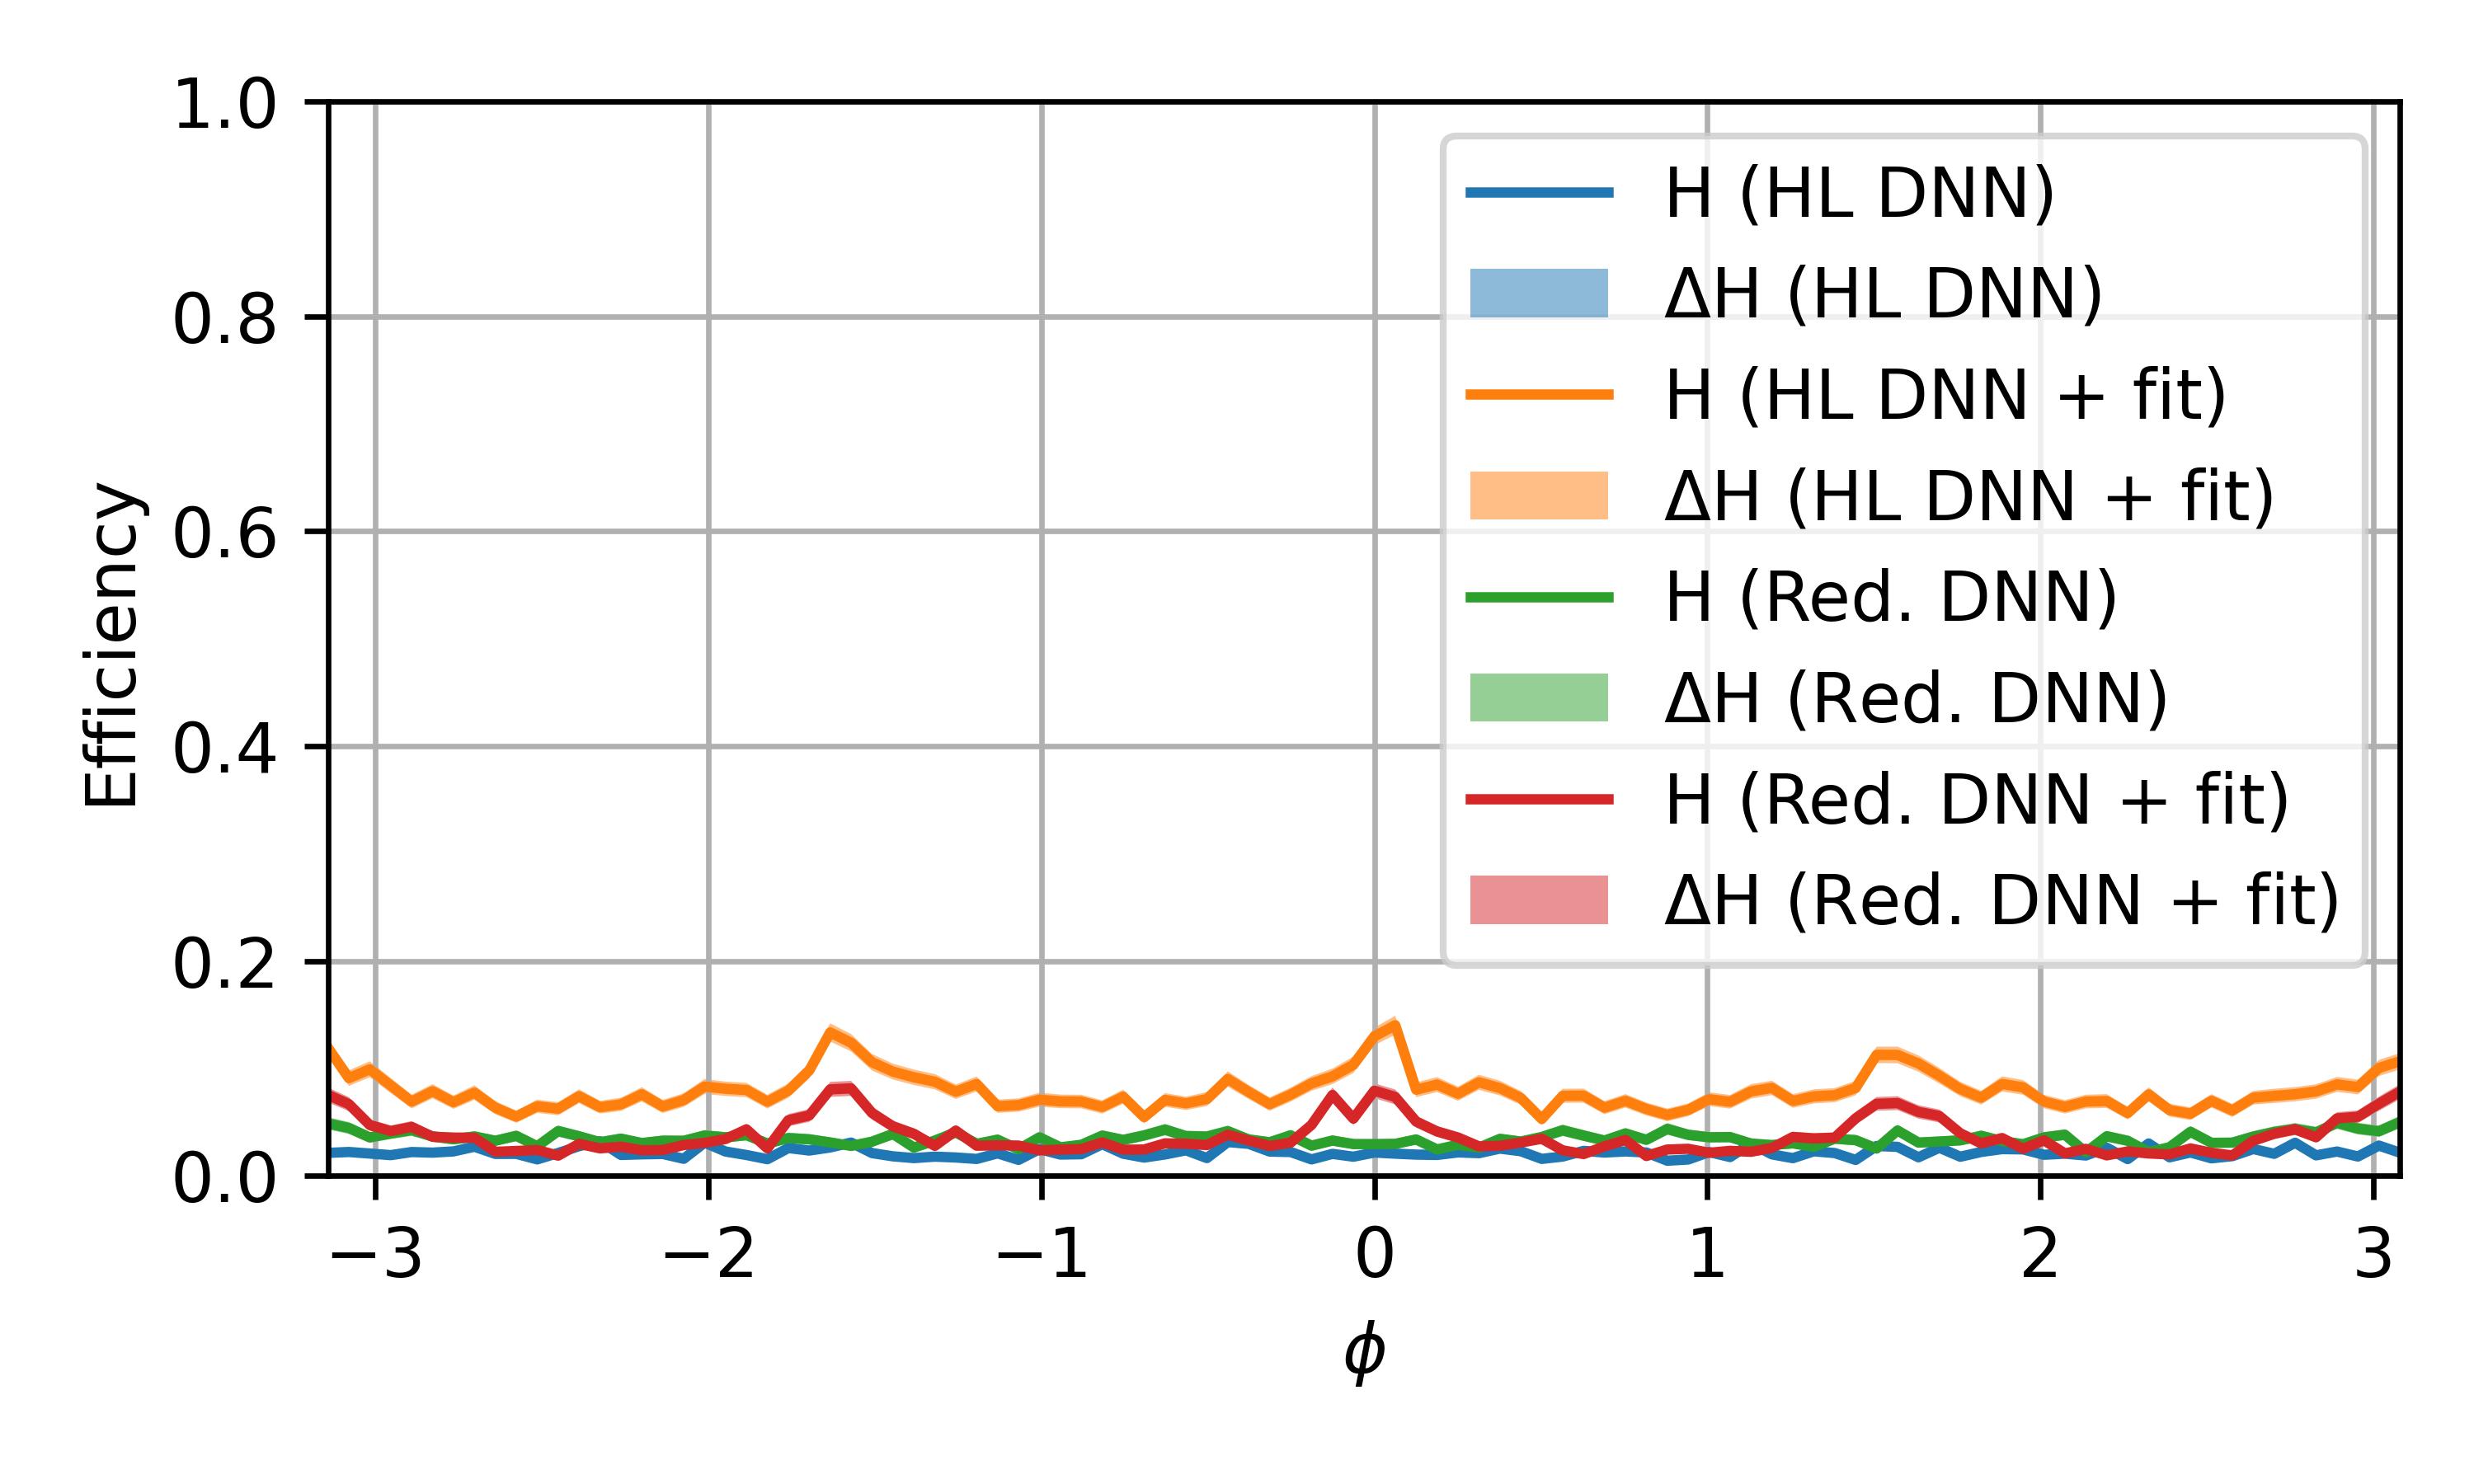 1.0
0.8
0.6
0.4
0.2
0.0
Efficiency
H (HL DNN)
ΔH (HL DNN)
H (HL DNN + fit)
ΔH (HL DNN + fit)
H (Red. DNN)
ΔH (Red. DNN)
H (Red. DNN + fit)
ΔH (Red. DNN + fit)
−3 −2 −1 0 1 2 3
ϕ